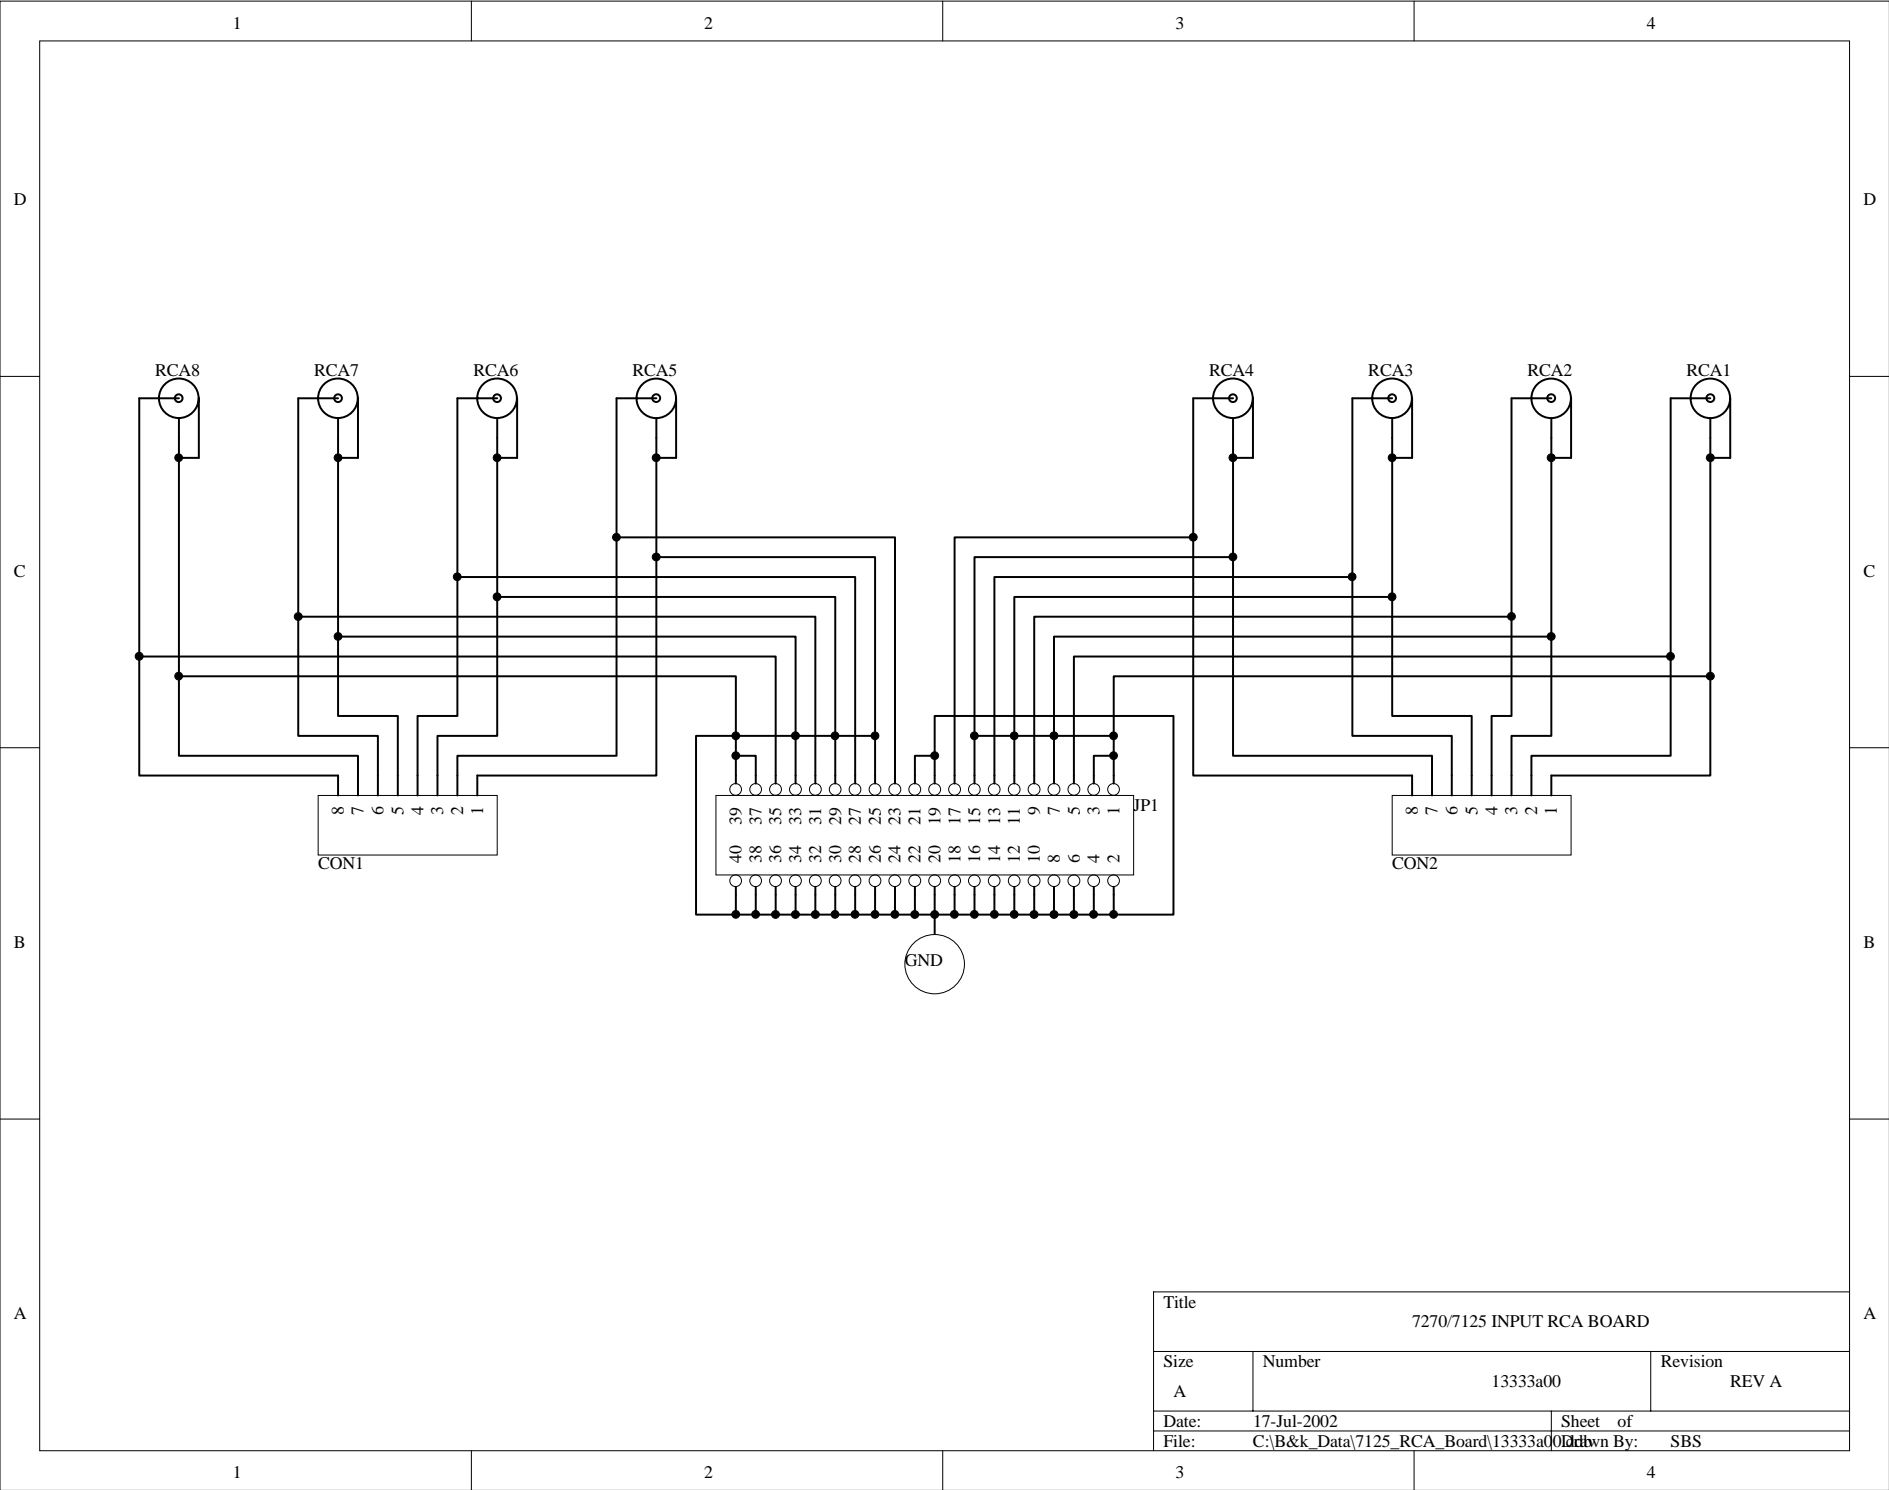 1 2 3 4
D D
RCA8 RCA7 RCA6 RCA5 RCA4 RCA3 RCA2 RCA1
C C
8 7 6 5 4 3 2 1
CON1
39 37 35 33 31 29 27 25 23 21 19 17 15 13 11 9 7 5 3 1
JP1
40 38 36 34 32 30 28 26 24 22 20 18 16 14 12 10 8 6 4 2
8 7 6 5 4 3 2 1
CON2
B B
GND
A A
Title
7270/7125 INPUT RCA BOARD
Size Number Revision
A 13333a00 REV A
Date: 17-Jul-2002 Sheet of
File: C:\B&k_Data\7125_RCA_Board\13333a00.ddb Drawn By: SBS
1 2 3 4